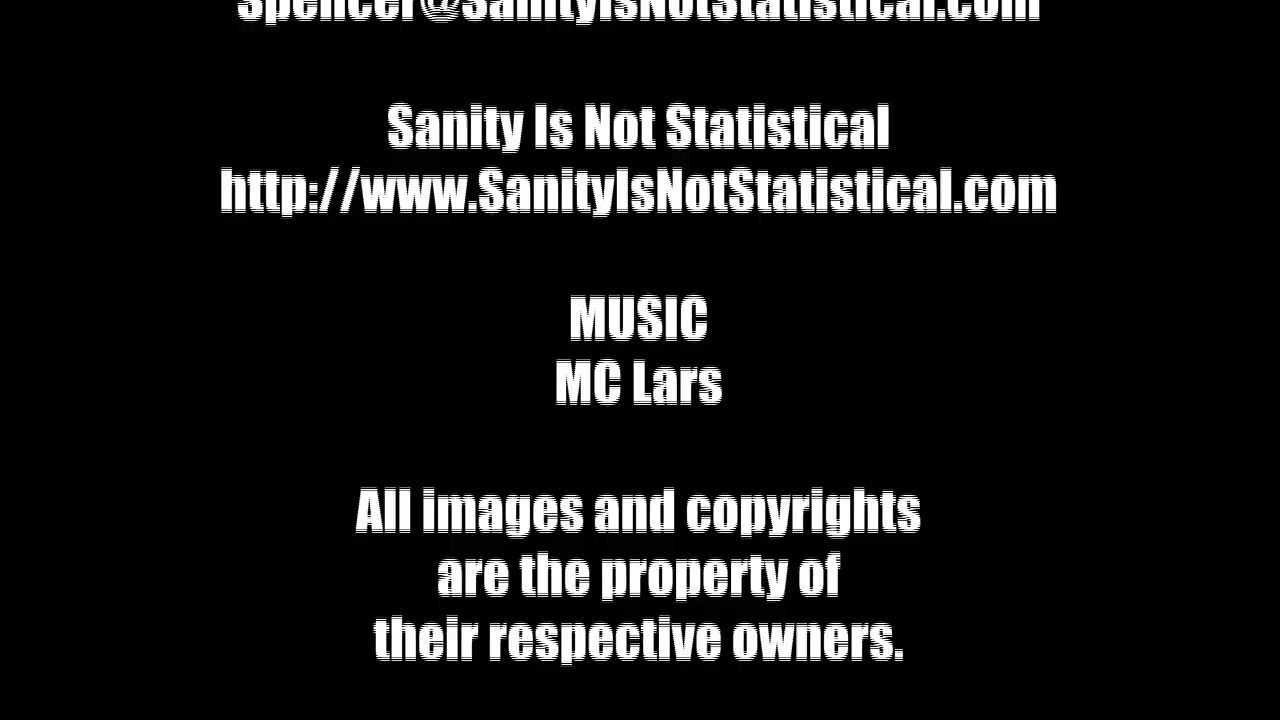 Spencer@SanityIsNotStatistical.com
Sanity Is Not Statistical
http://www.SanityIsNotStatistical.com
MUSIC
MC Lars
All images and copyrights
are the property of
their respective owners.